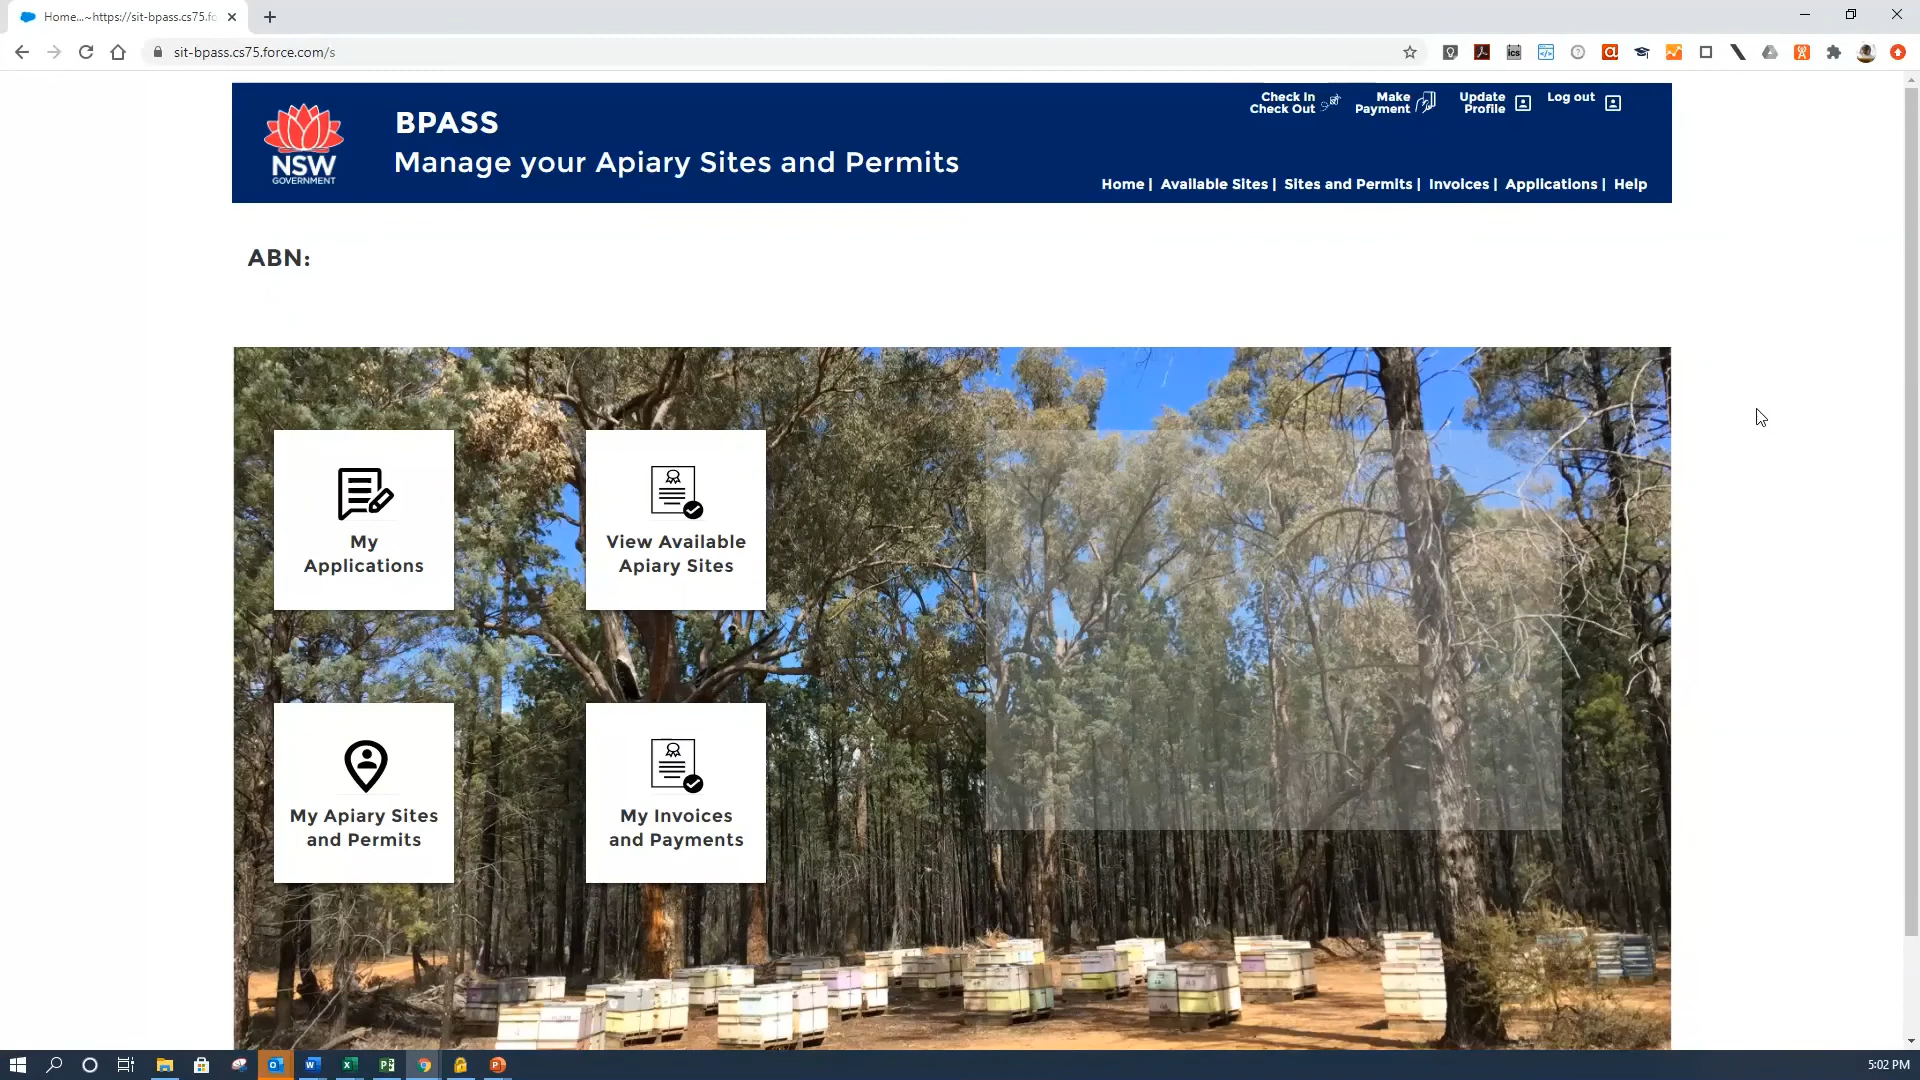 Home...~https://sit-bpass.cs75.fo
sit-bpass.cs75.force.com/s
NSW
GOVERNMENT
BPASS
Manage your Apiary Sites and Permits
Check In
Check Out
Make
Payment
Update
Profile
Log out
Home | Available Sites | Sites and Permits | Invoices | Applications | Help
ABN:
My
Applications
View Available
Apiary Sites
My Apiary Sites
and Permits
My Invoices
and Payments
5:02 PM